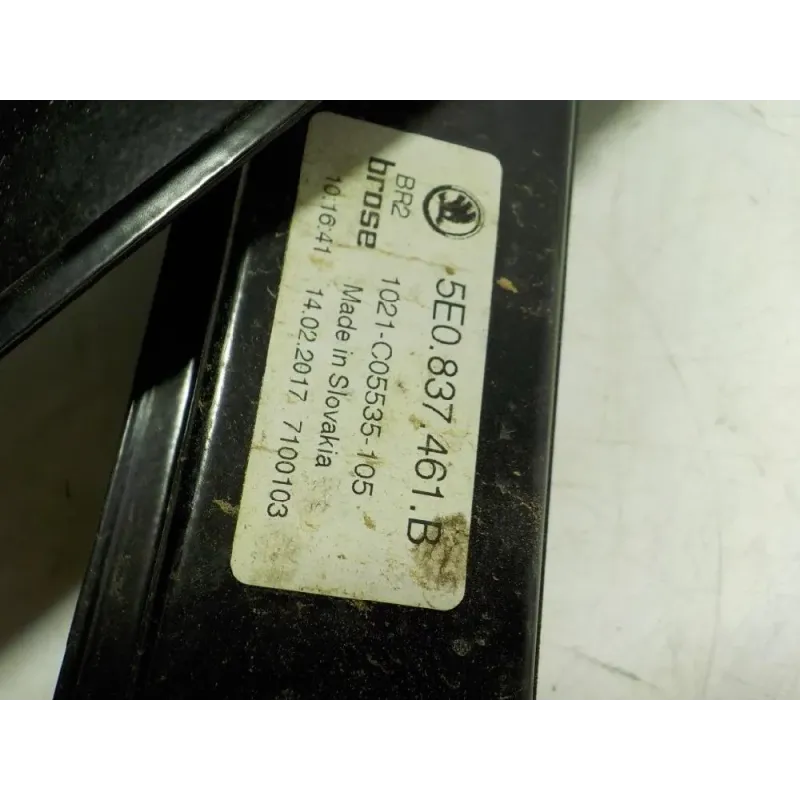 5E0.837.461.B
BR2
brose
1021-C05535-105
Made in Slovakia
10:16:41
14.02.2017 7100103